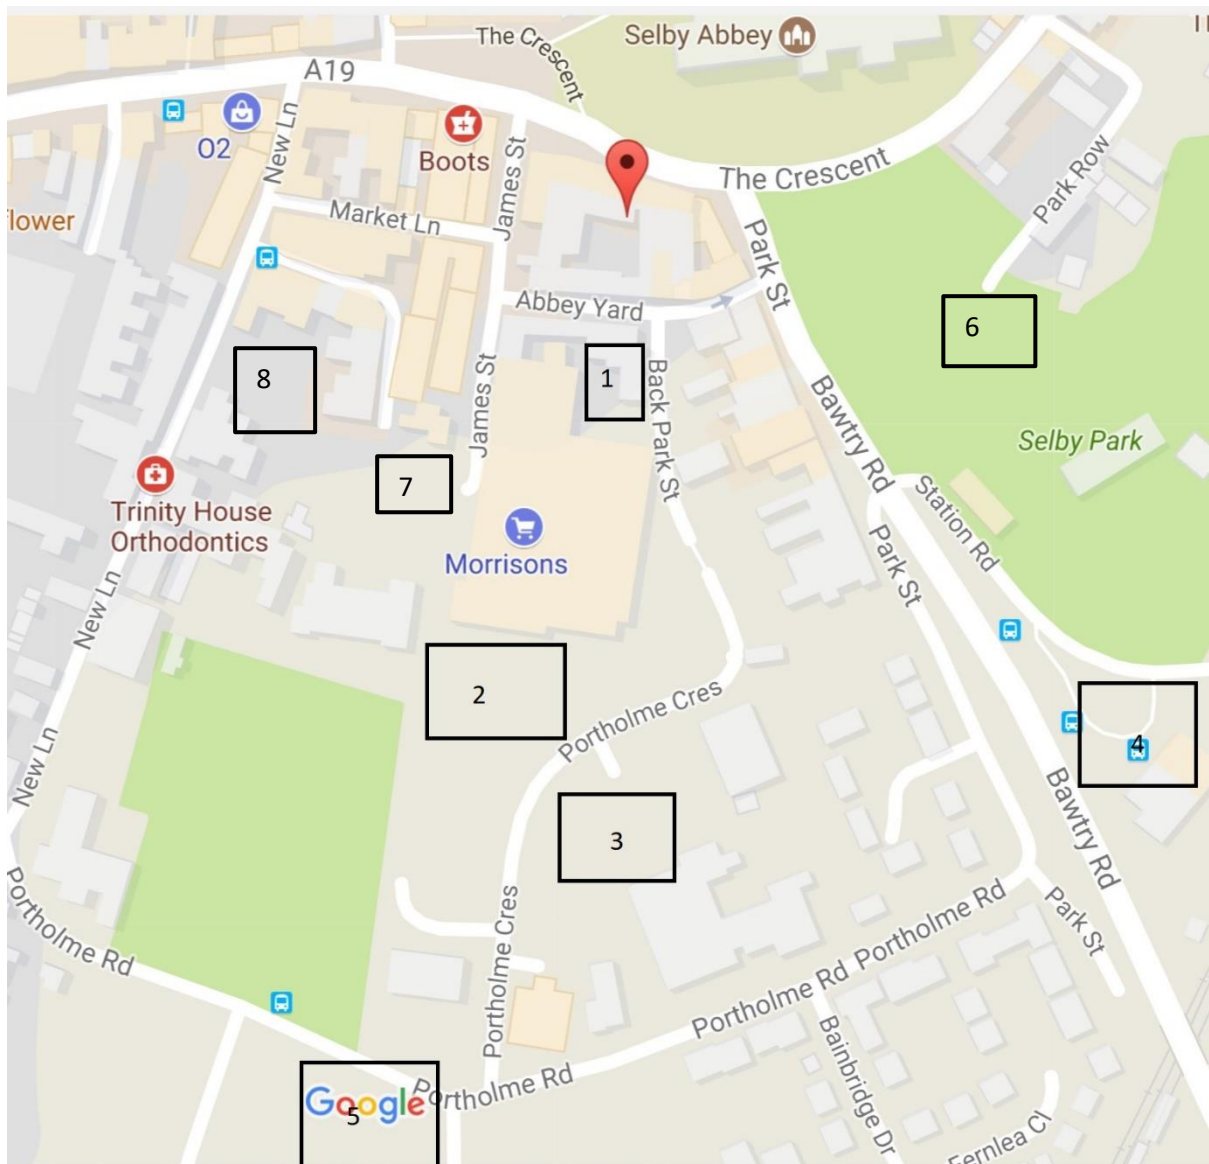 The Crescent
Selby Abbey
A19
O2
New Ln
Boots
James St
The Crescent
Park Row
lower
Market Ln
Park St
Abbey Yard
6
8
James St
1
Back Park St
Bawtry Rd
Selby Park
7
Trinity House
Orthodontics
Morrisons
Station Rd
Park St
New Ln
2
Portholme Cres
4
New Ln
3
Bawtry Rd
Portholme Rd
Portholme Cres
Portholme Rd
Park St
Portholme Rd
Bainbridge Dr
Google
5
Portholme Rd
Fernlea Cl